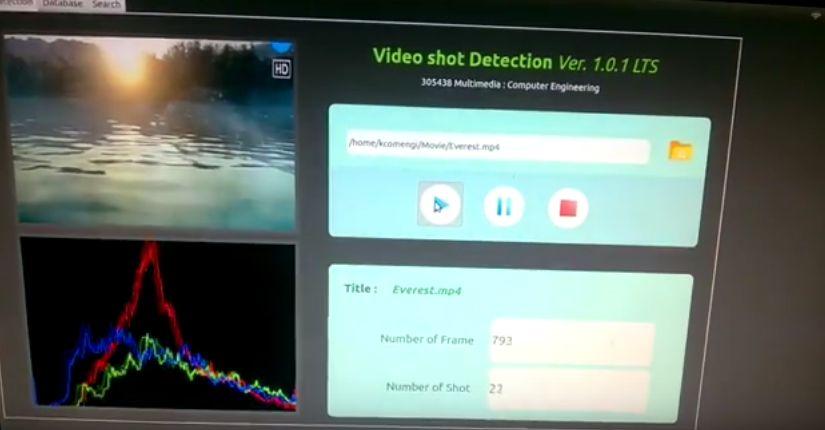 Database Search
HD
Video shot Detection Ver. 1.0.1 LTS
305438 Multimedia : Computer Engineering
/home/kcomengi/Movie/Everest.mp4
Title : Everest.mp4
Number of Frame 793
Number of Shot 22